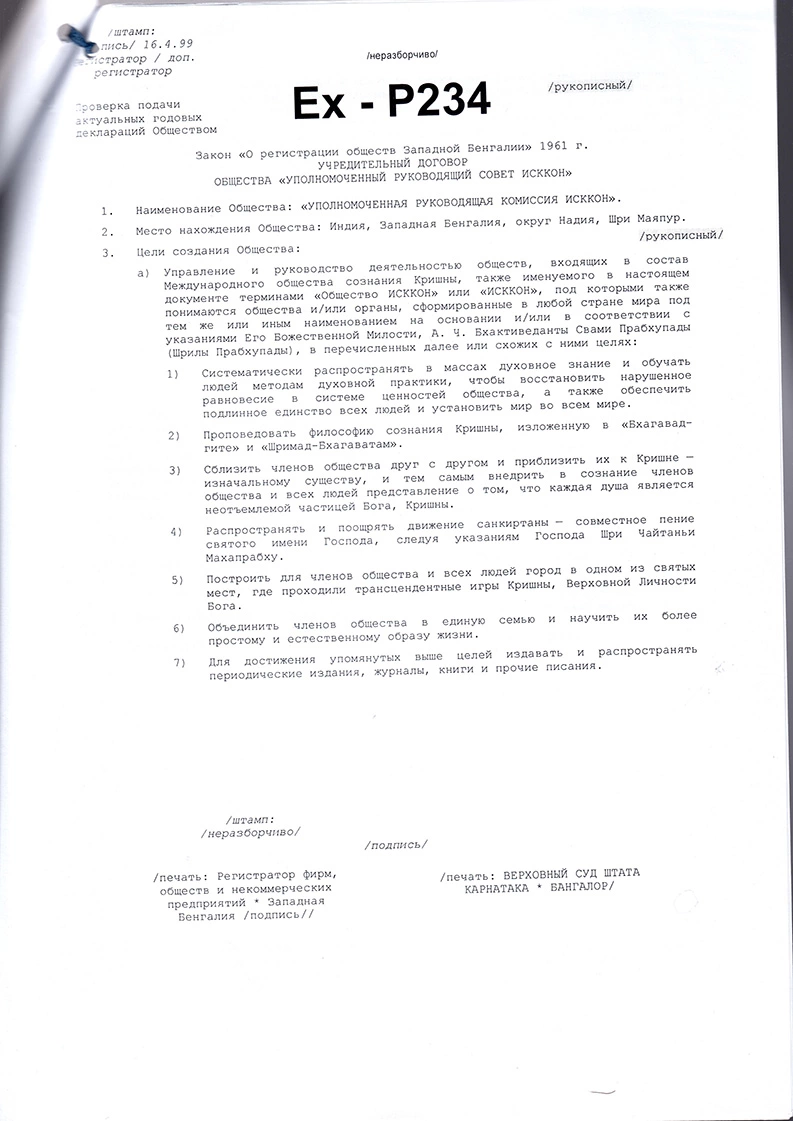 /штамп:
пись/ 16.4.99
егистратор / доп.
регистратор
/неразборчиво/
Ex - P234
/рукописный/
Проверка подачи
актуальных годовых
деклараций Обществом
Закон «О регистрации обществ Западной Бенгалии» 1961 г.
УЧРЕДИТЕЛЬНЫЙ ДОГОВОР
ОБЩЕСТВА «УПОЛНОМОЧЕННЫЙ РУКОВОДЯЩИЙ СОВЕТ ИСККОН»
1. Наименование Общества: «УПОЛНОМОЧЕННАЯ РУКОВОДЯЩАЯ КОМИССИЯ ИСККОН».
2. Место нахождения Общества: Индия, Западная Бенгалия, округ Надия, Шри Маяпур.
/рукописный/
3. Цели создания Общества:
а) Управление и руководство деятельностью обществ, входящих в состав
Международного общества сознания Кришны, также именуемого в настоящем
документе терминами «Общество ИСККОН» или «ИСККОН», под которыми также
понимаются общества и/или органы, сформированные в любой стране мира под
тем же или иным наименованием на основании и/или в соответствии с
указаниями Его Божественной Милости, А. Ч. Бхактиведанты Свами Прабхупады
(Шрилы Прабхупады), в перечисленных далее или схожих с ними целях:
1) Систематически распространять в массах духовное знание и обучать
людей методам духовной практики, чтобы восстановить нарушенное
равновесие в системе ценностей общества, а также обеспечить
подлинное единство всех людей и установить мир во всем мире.
2) Проповедовать философию сознания Кришны, изложенную в «Бхагавад-
гите» и «Шримад-Бхагаватам».
3) Сблизить членов общества друг с другом и приблизить их к Кришне —
изначальному существу, и тем самым внедрить в сознание членов
общества и всех людей представление о том, что каждая душа является
неотъемлемой частицей Бога, Кришны.
4) Распространять и поощрять движение санкиртаны — совместное пение
святого имени Господа, следуя указаниям Господа Шри Чайтаньи
Махапрабху.
5) Построить для членов общества и всех людей город в одном из святых
мест, где проходили трансцендентные игры Кришны, Верховной Личности
Бога.
6) Объединить членов общества в единую семью и научить их более
простому и естественному образу жизни.
7) Для достижения упомянутых выше целей издавать и распространять
периодические издания, журналы, книги и прочие писания.
/штамп:
/неразборчиво/
/подпись/
/печать: Регистратор фирм,
обществ и некоммерческих
предприятий * Западная
Бенгалия /подпись//
/печать: ВЕРХОВНЫЙ СУД ШТАТА
КАРНАТАКА * БАНГАЛОР/